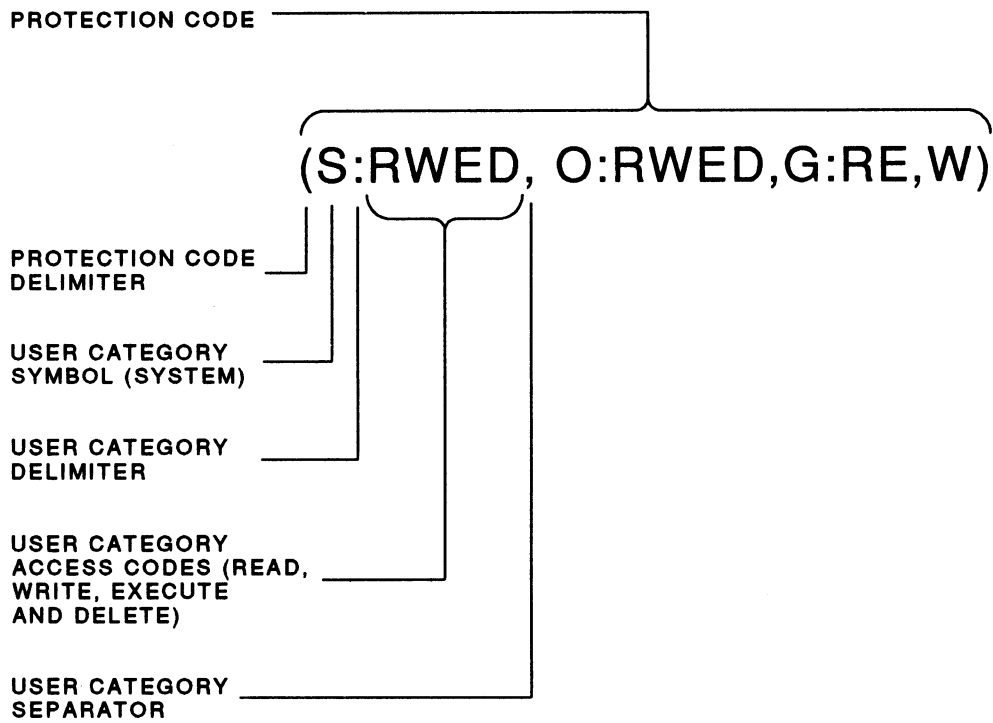 PROTECTION CODE
(S:RWED, O:RWED,G:RE,W)
PROTECTION CODE
DELIMITER
USER CATEGORY
SYMBOL (SYSTEM)
USER CATEGORY
DELIMITER
USER CATEGORY
ACCESS CODES (READ,
WRITE, EXECUTE
AND DELETE)
USER CATEGORY
SEPARATOR